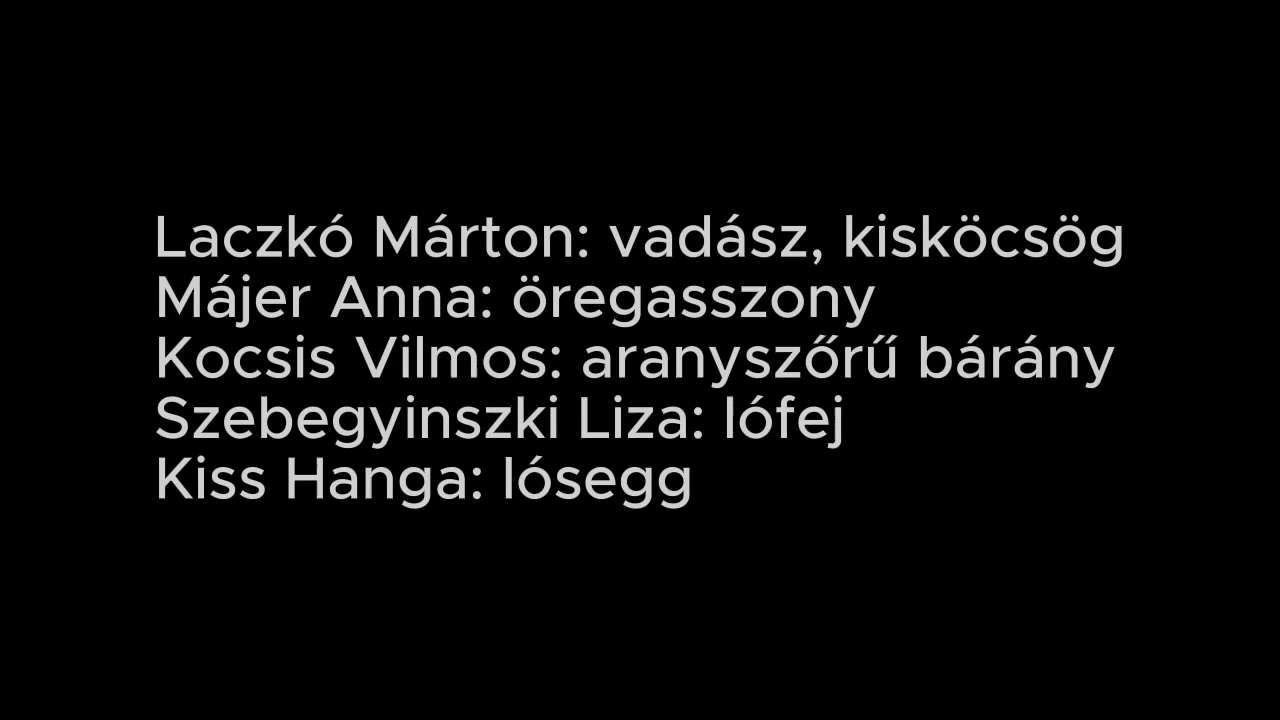 Laczkó Márton: vadász, kisköcsög
Májer Anna: öregasszony
Kocsis Vilmos: aranyszőrű bárány
Szebegyinszki Liza: lófej
Kiss Hanga: lósegg